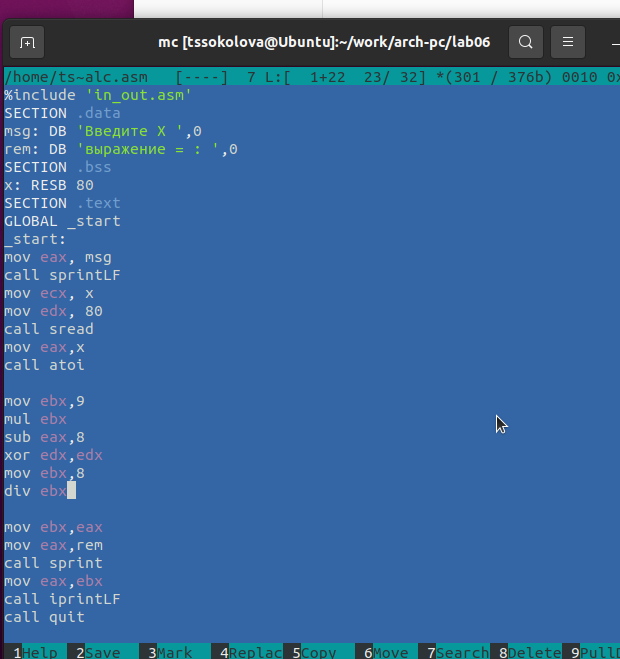 mc [tssokolova@Ubuntu]:~/work/arch-pc/lab06
/home/ts~alc.asm   [----]  7 L:[  1+22  23/ 32] *(301 / 376b) 0010 0x
%include 'in_out.asm'
SECTION .data
msg: DB 'Введите X ',0
rem: DB 'выражение = : ',0
SECTION .bss
x: RESB 80
SECTION .text
GLOBAL _start
_start:
mov eax, msg
call sprintLF
mov ecx, x
mov edx, 80
call sread
mov eax,x
call atoi
mov ebx,9
mul ebx
sub eax,8
xor edx,edx
mov ebx,8
div ebx
mov ebx,eax
mov eax,rem
call sprint
mov eax,ebx
call iprintLF
call quit
1Help 2Save 3Mark 4Replac 5Copy 6Move 7Search 8Delete 9PullD